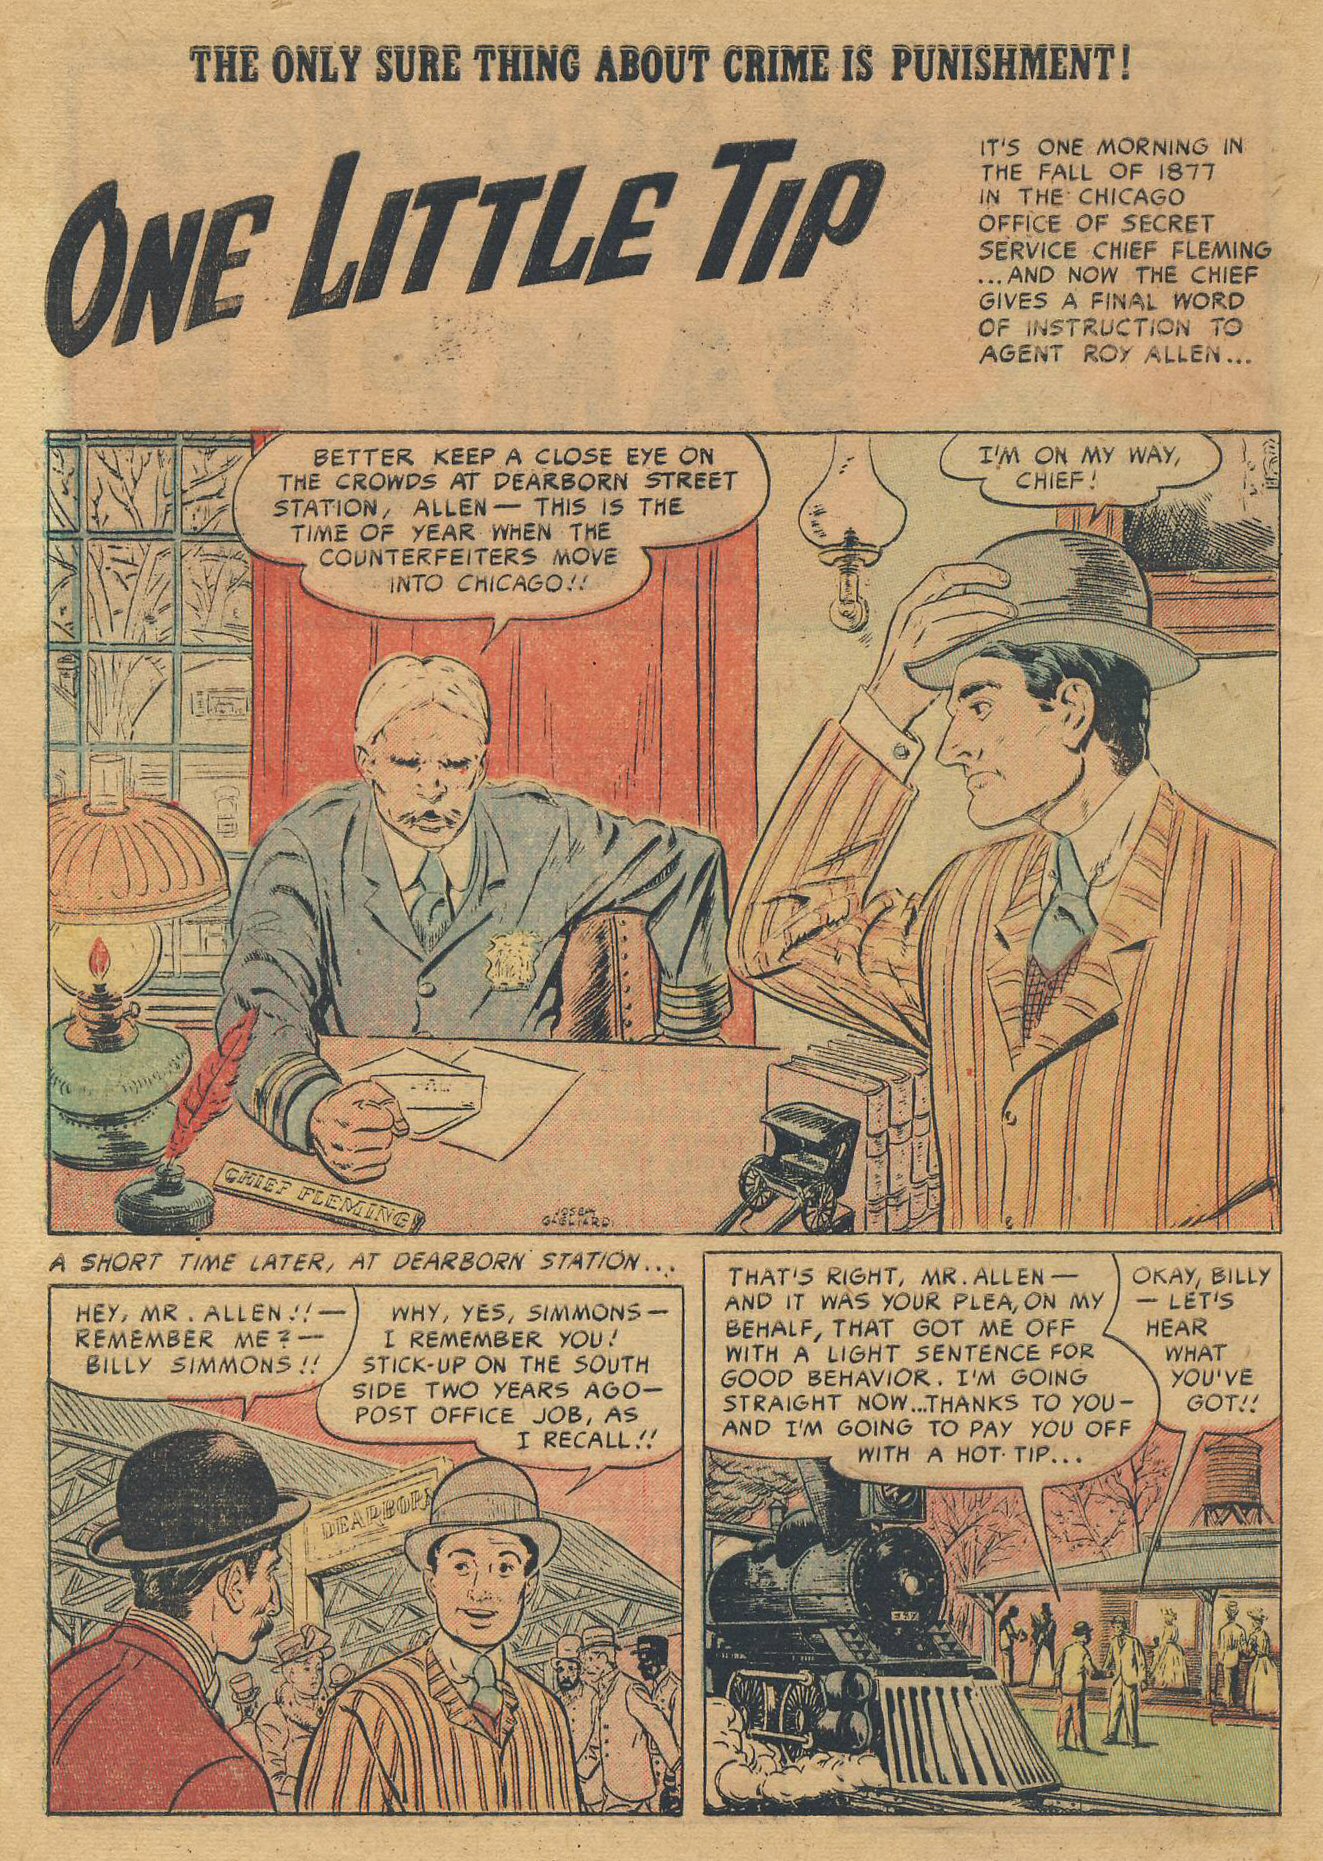 THE ONLY SURE THING ABOUT CRIME IS PUNISHMENT!
ONE LITTLE TIP
IT'S ONE MORNING IN
THE FALL OF 1877
IN THE CHICAGO
OFFICE OF SECRET
SERVICE CHIEF FLEMING
...AND NOW THE CHIEF
GIVES A FINAL WORD
OF INSTRUCTION TO
AGENT ROY ALLEN...
BETTER KEEP A CLOSE EYE ON
THE CROWDS AT DEARBORN STREET
STATION, ALLEN — THIS IS THE
TIME OF YEAR WHEN THE
COUNTERFEITERS MOVE
INTO CHICAGO!!
I'M ON MY WAY,
CHIEF!
CHIEF FLEMING
JOSEPH
GAGLIARDI
A SHORT TIME LATER, AT DEARBORN STATION...
HEY, MR. ALLEN!! —
REMEMBER ME? —
BILLY SIMMONS!!
WHY, YES, SIMMONS —
I REMEMBER YOU!
STICK-UP ON THE SOUTH
SIDE TWO YEARS AGO —
POST OFFICE JOB, AS
I RECALL!!
DEARBORN
THAT'S RIGHT, MR. ALLEN —
AND IT WAS YOUR PLEA, ON MY
BEHALF, THAT GOT ME OFF
WITH A LIGHT SENTENCE FOR
GOOD BEHAVIOR. I'M GOING
STRAIGHT NOW...THANKS TO YOU —
AND I'M GOING TO PAY YOU OFF
WITH A HOT TIP...
OKAY, BILLY
— LET'S
HEAR
WHAT
YOU'VE
GOT!!